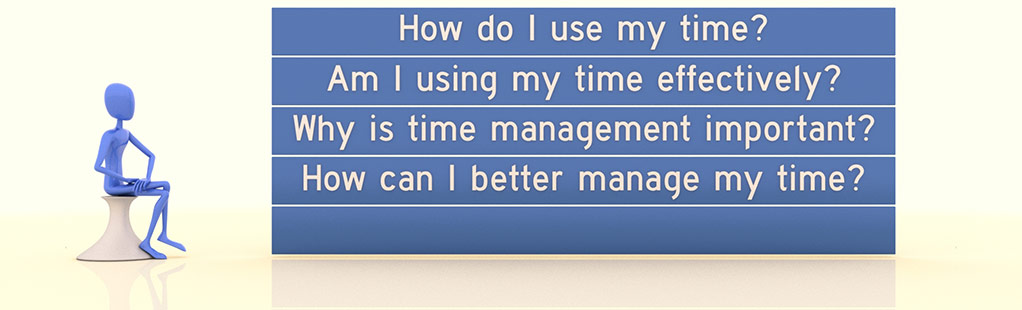 How do I use my time?
Am I using my time effectively?
Why is time management important?
How can I better manage my time?